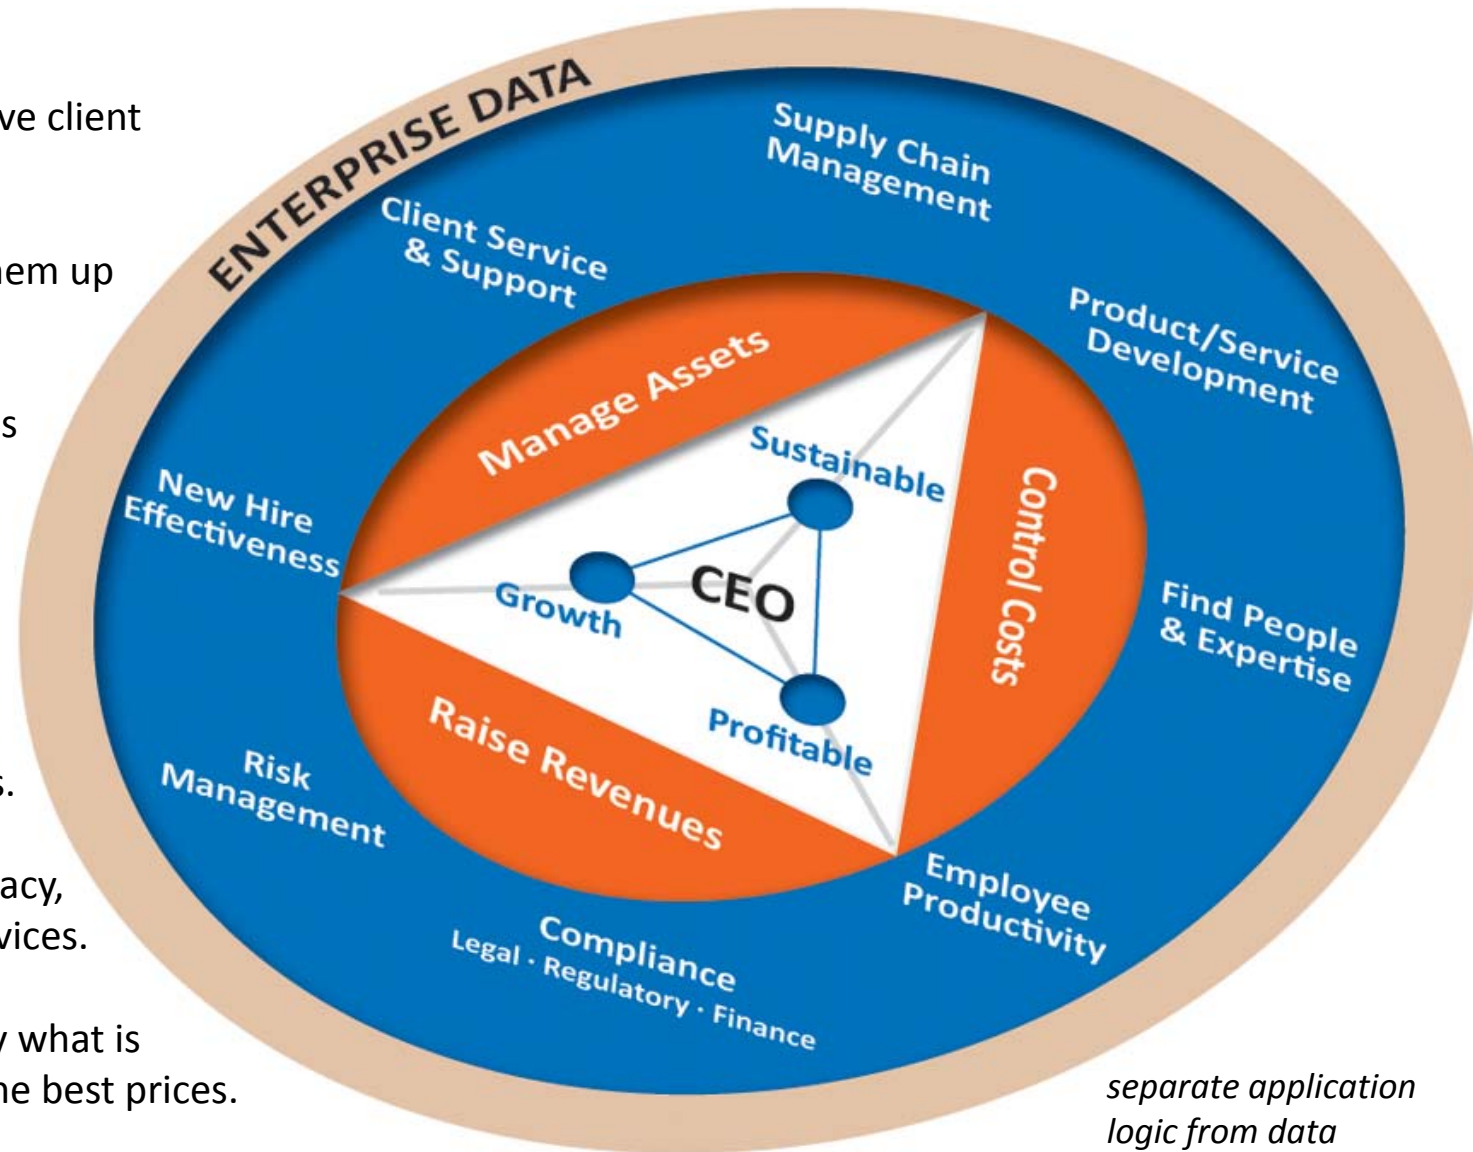 ve client
hem up
s
s.
acy,
vices.
y what is
he best prices.
ENTERPRISE DATA
Supply Chain
Management
Client Service
& Support
Product/Service
Development
New Hire
Effectiveness
Find People
& Expertise
Risk
Management
Employee
Productivity
Compliance
Legal · Regulatory · Finance
Manage Assets
Control Costs
Raise Revenues
Sustainable
Growth
CEO
Profitable
separate application
logic from data